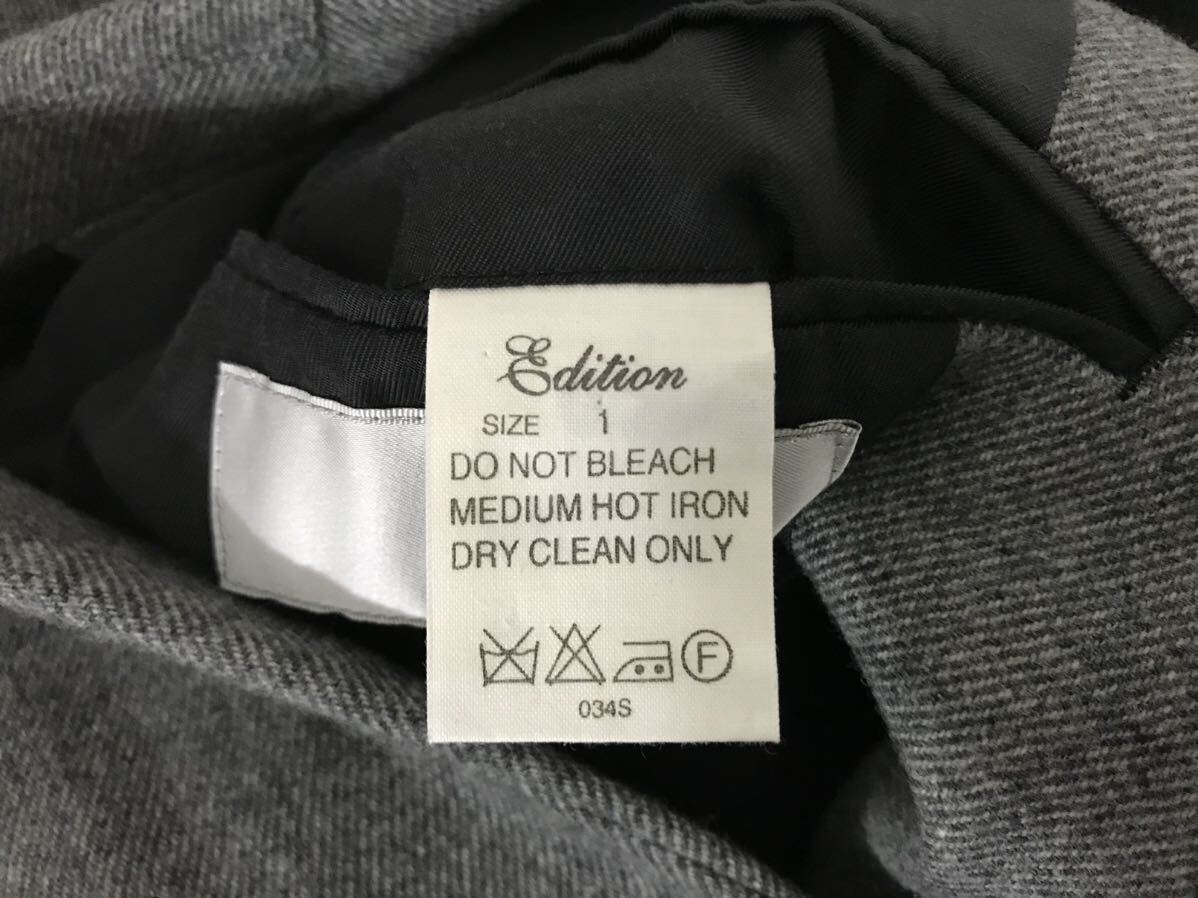 Edition
SIZE 1
DO NOT BLEACH
MEDIUM HOT IRON
DRY CLEAN ONLY
F
034S